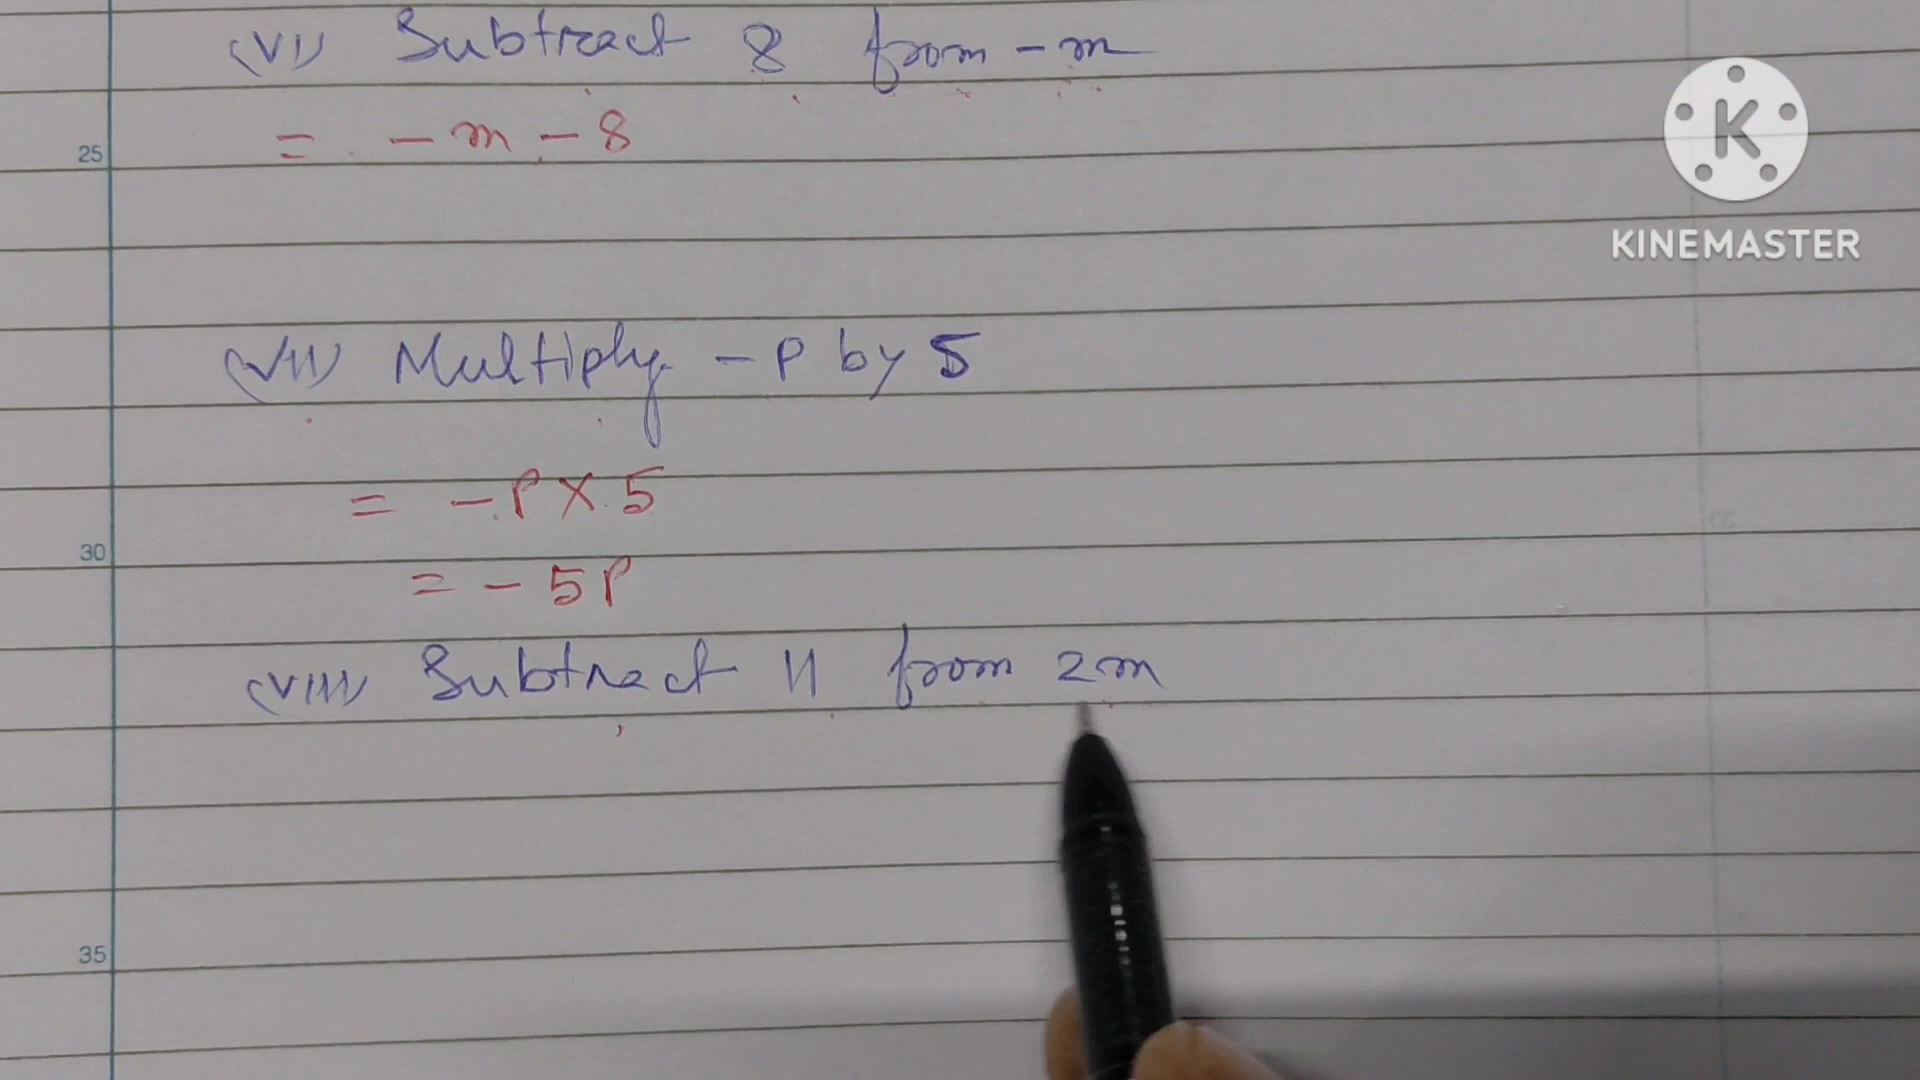 (VI) Subtract 8 from - m
= - m - 8
25
(VII) Multiply - P by 5
= - P × 5
30
= - 5P
(VIII) Subtract 11 from 2m
35
K
KINEMASTER